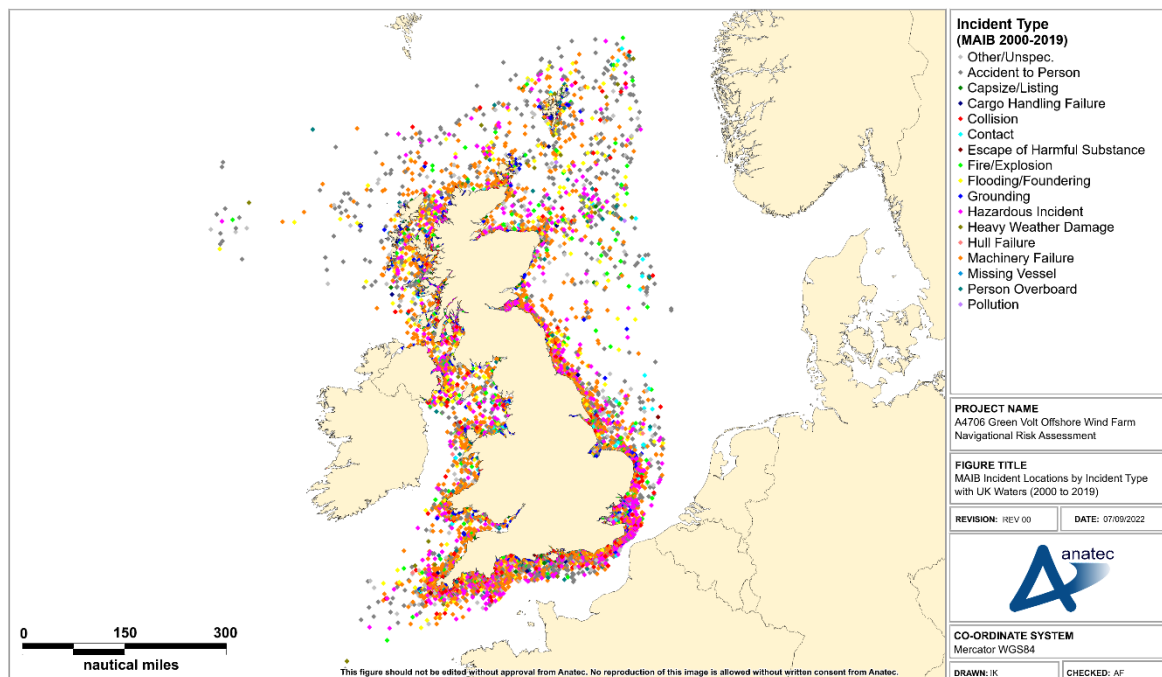 Incident Type
(MAIB 2000-2019)
Other/Unspec.
Accident to Person
Capsize/Listing
Cargo Handling Failure
Collision
Contact
Escape of Harmful Substance
Fire/Explosion
Flooding/Foundering
Grounding
Hazardous Incident
Heavy Weather Damage
Hull Failure
Machinery Failure
Missing Vessel
Person Overboard
Pollution
PROJECT NAME
A4706 Green Volt Offshore Wind Farm
Navigational Risk Assessment
FIGURE TITLE
MAIB Incident Locations by Incident Type
with UK Waters (2000 to 2019)
REVISION: REV 00
DATE: 07/09/2022
anatec
CO-ORDINATE SYSTEM
Mercator WGS84
DRAWN: IK
CHECKED: AF
0 150 300
nautical miles
This figure should not be edited without approval from Anatec. No reproduction of this image is allowed without written consent from Anatec.